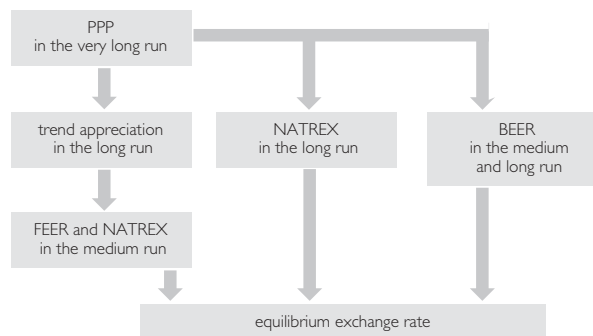 PPP
in the very long run
trend appreciation
in the long run
NATREX
in the long run
BEER
in the medium
and long run
FEER and NATREX
in the medium run
equilibrium exchange rate